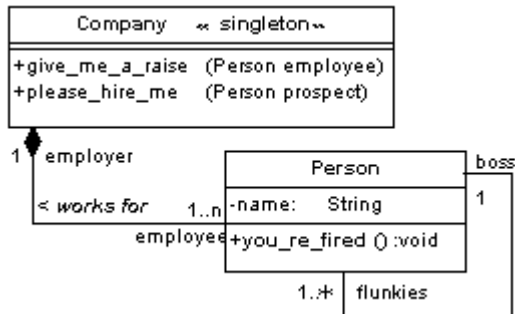 Company « singleton»
+give_me_a_raise (Person employee)
+please_hire_me (Person prospect)
1 employer
Person
boss
< works for 1..n
-name: String
1
employee
+you_re_fired () :void
1..* flunkies